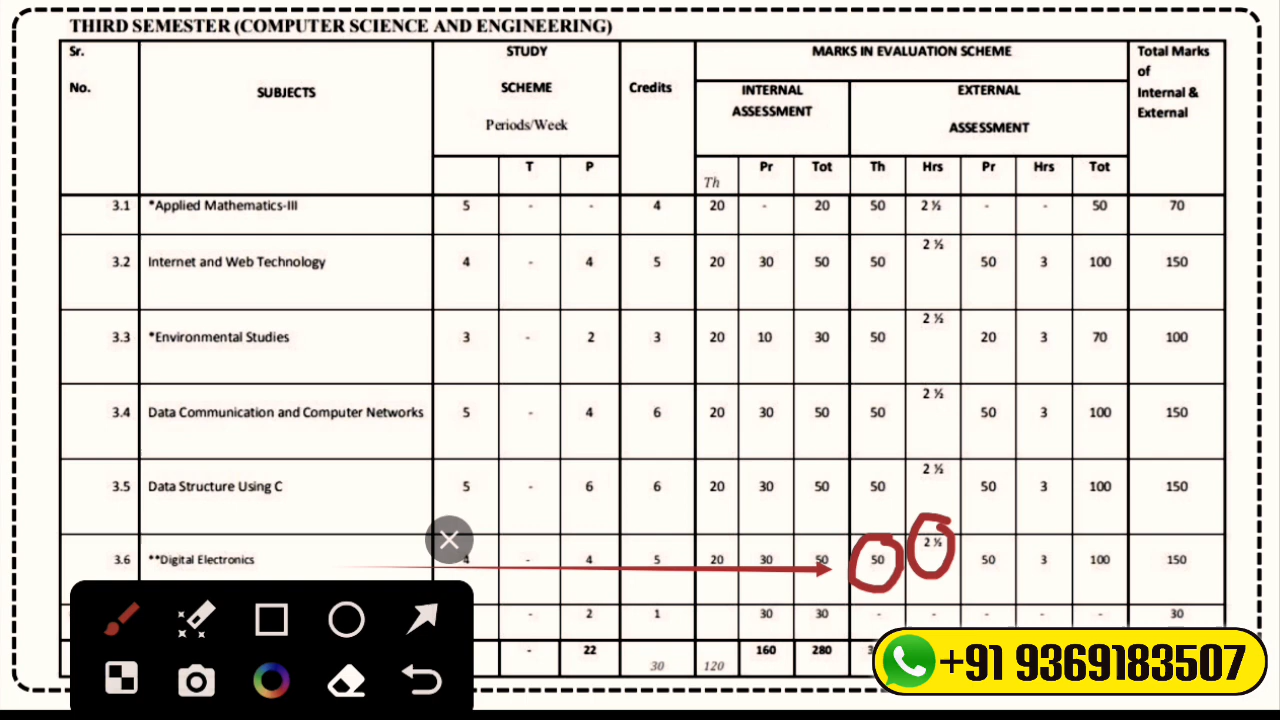 THIRD SEMESTER (COMPUTER SCIENCE AND ENGINEERING)
Sr. No. SUBJECTS STUDY SCHEME Periods/Week Credits MARKS IN EVALUATION SCHEME Total Marks of Internal & External
INTERNAL ASSESSMENT EXTERNAL ASSESSMENT
T P Th Pr Tot Th Hrs Pr Hrs Tot
3.1 *Applied Mathematics-III 5 - - 4 20 - 20 50 2 ½ - - 50 70
3.2 Internet and Web Technology 4 - 4 5 20 30 50 50 2 ½ 50 3 100 150
3.3 *Environmental Studies 3 - 2 3 20 10 30 50 2 ½ 20 3 70 100
3.4 Data Communication and Computer Networks 5 - 4 6 20 30 50 50 2 ½ 50 3 100 150
3.5 Data Structure Using C 5 - 6 6 20 30 50 50 2 ½ 50 3 100 150
3.6 **Digital Electronics 4 - 4 5 20 30 50 50 2 ½ 50 3 100 150
- 2 1 30 30 - - - - - 30
- 22 30 120 160 280
+91 9369183507